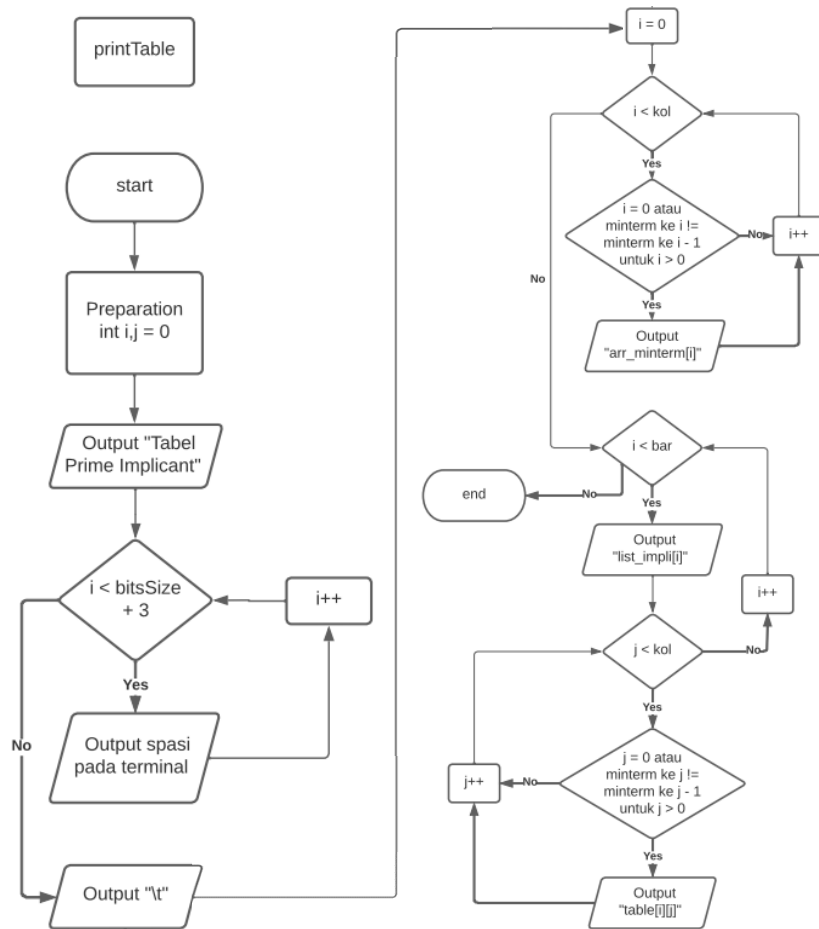 printTable
start
Preparation
int i,j = 0
Output "Tabel
Prime Implicant"
i < bitsSize
+ 3
i++
Yes
Output spasi
pada terminal
No
Output "\t"
i = 0
i < kol
Yes
i = 0 atau
minterm ke i !=
minterm ke i - 1
untuk i > 0
No
i++
Yes
Output
"arr_minterm[i]"
No
i < bar
No
end
Yes
Output
"list_impli[i]"
i++
j < kol
No
Yes
j = 0 atau
minterm ke j !=
minterm ke j - 1
untuk j > 0
No
j++
Yes
Output
"table[i][j]"